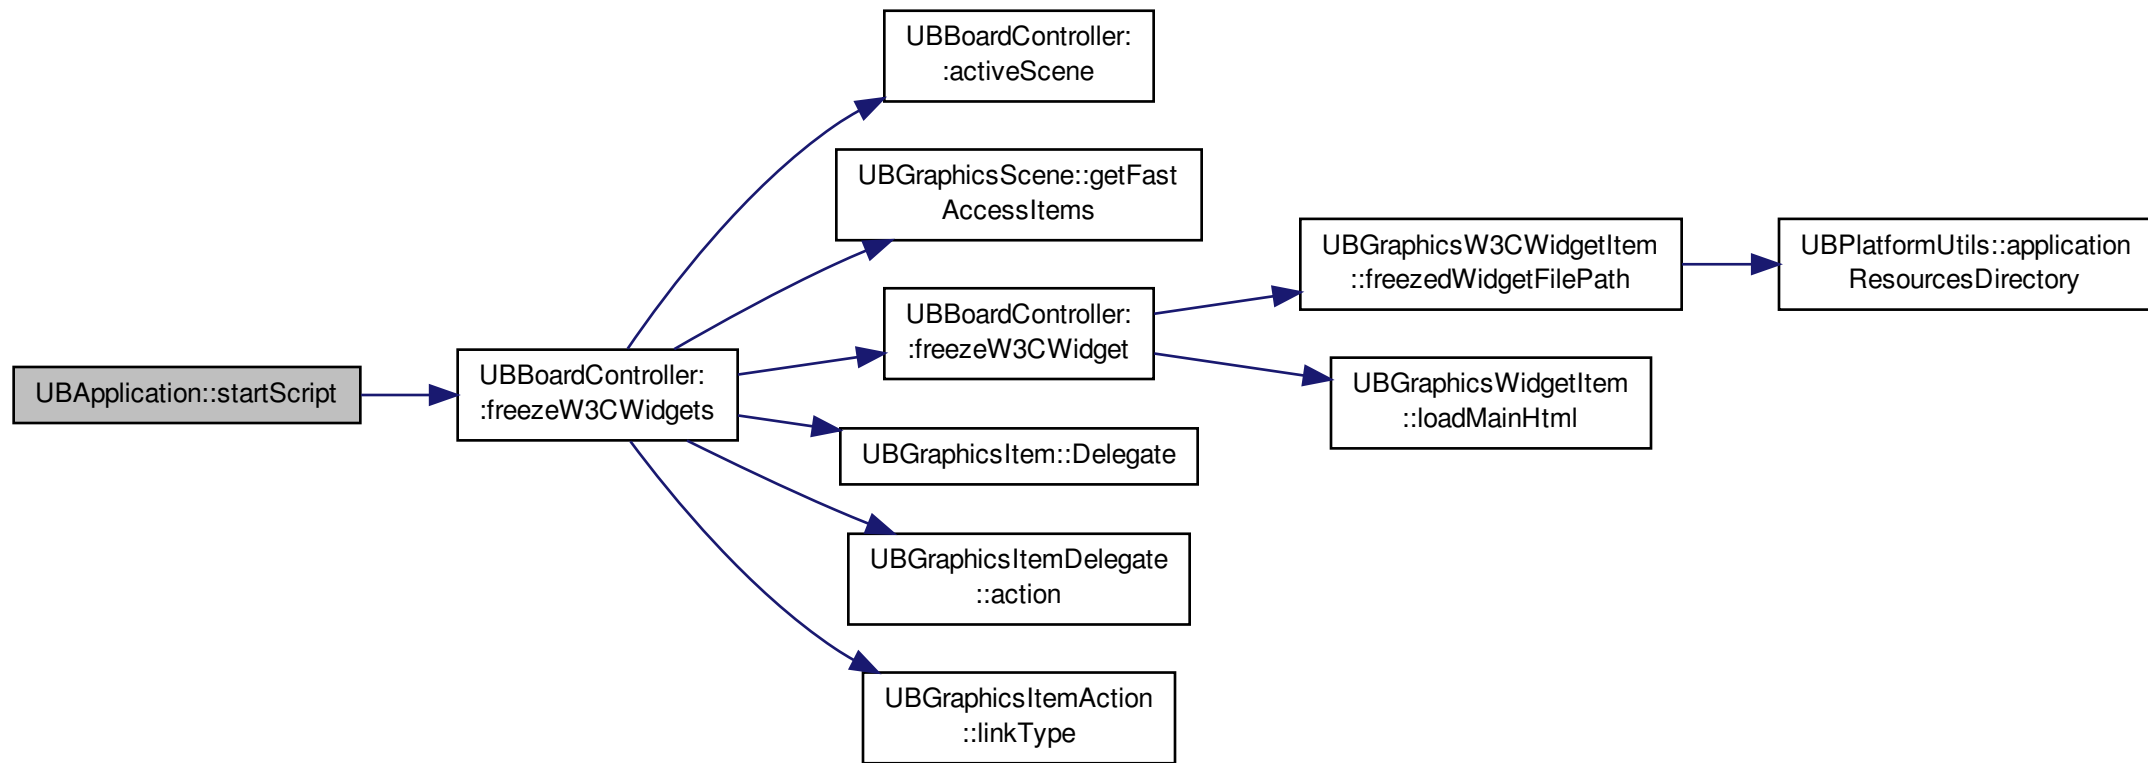 UBApplication::startScript
UBBoardController:
:freezeW3CWidgets
UBBoardController:
:activeScene
UBGraphicsScene::getFast
AccessItems
UBBoardController:
:freezeW3CWidget
UBGraphicsItem::Delegate
UBGraphicsItemDelegate
::action
UBGraphicsItemAction
::linkType
UBGraphicsW3CWidgetItem
::freezedWidgetFilePath
UBGraphicsWidgetItem
::loadMainHtml
UBPlatformUtils::application
ResourcesDirectory